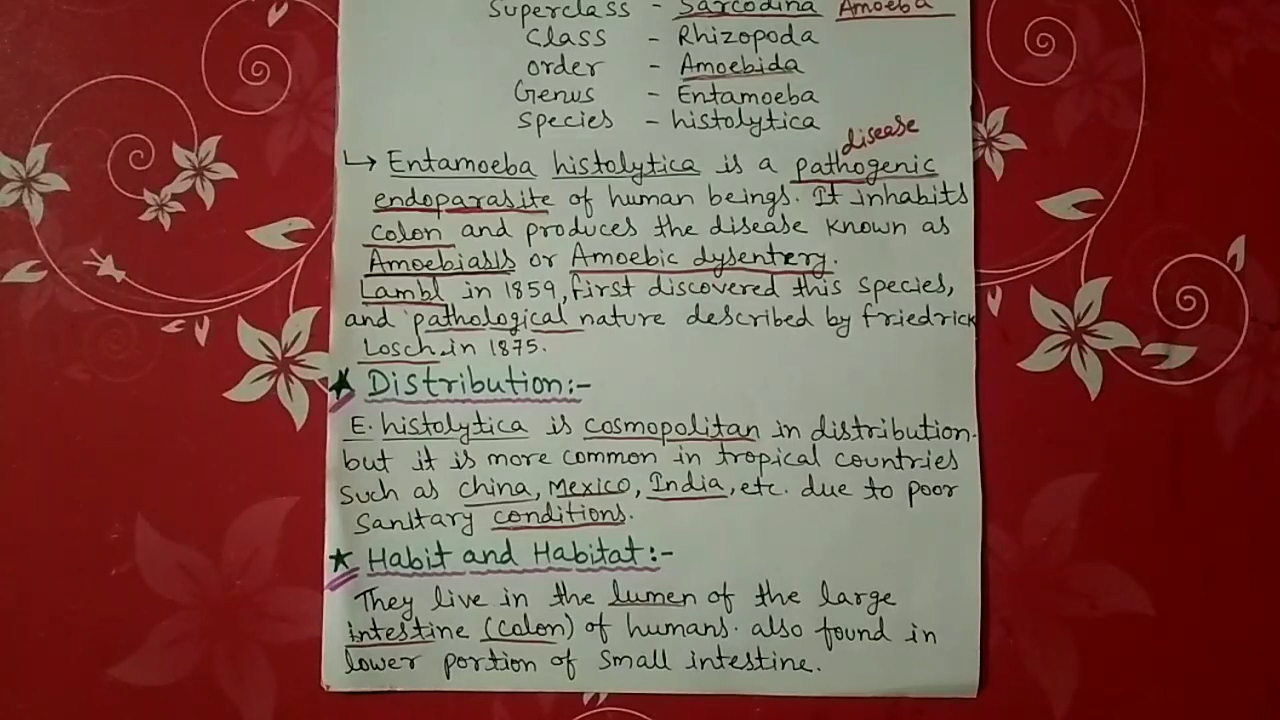 Superclass - Sarcodina Amoeba
Class - Rhizopoda
order - Amoebida
Genus - Entamoeba
Species - histolytica
disease
↳ Entamoeba histolytica is a pathogenic
endoparasite of human beings. It inhabits
colon and produces the disease known as
Amoebiasis or Amoebic dysentery.
Lambl in 1859, first discovered this species,
and pathological nature described by friedrick
Losch in 1875.
★ Distribution:-
E. histolytica is cosmopolitan in distribution.
but it is more common in tropical countries
such as china, Mexico, India, etc. due to poor
Sanitary conditions.
★ Habit and Habitat:-
They live in the lumen of the large
intestine (colon) of humans. also found in
lower portion of small intestine.